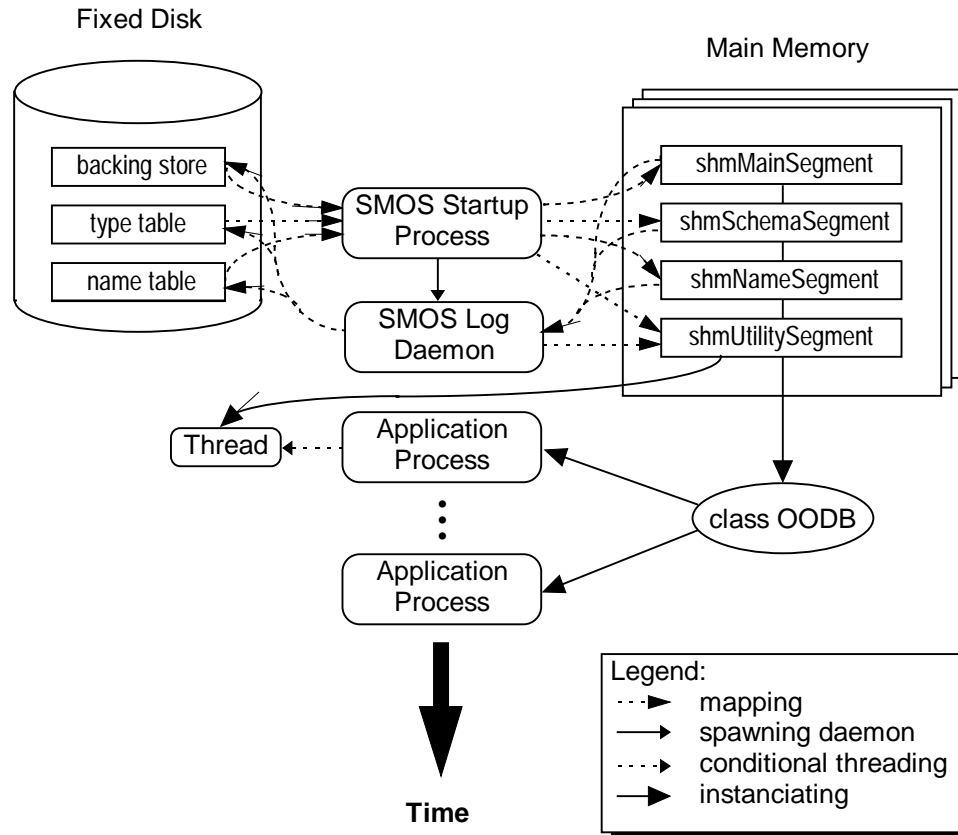 Fixed Disk
Main Memory
backing store
type table
name table
SMOS Startup
Process
SMOS Log
Daemon
shmMainSegment
shmSchemaSegment
shmNameSegment
shmUtilitySegment
Thread
Application
Process
class OODB
Application
Process
Time
Legend:
mapping
spawning daemon
conditional threading
instanciating